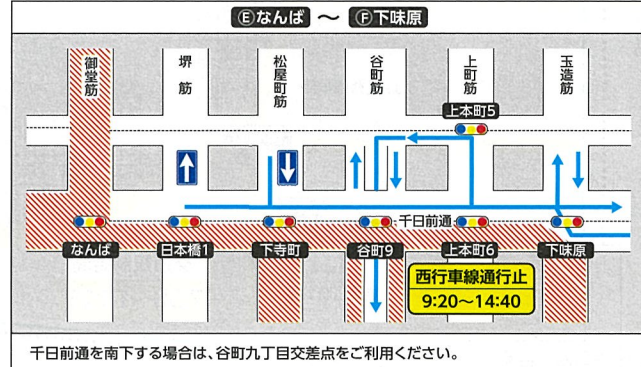 Ⓔなんば ～ Ⓕ下味原
御堂筋
堺筋
松屋町筋
谷町筋
上町筋
玉造筋
上本町5
千日前通
なんば
日本橋1
下寺町
谷町9
上本町6
下味原
西行車線通行止
9:20～14:40
千日前通を南下する場合は、谷町九丁目交差点をご利用ください。